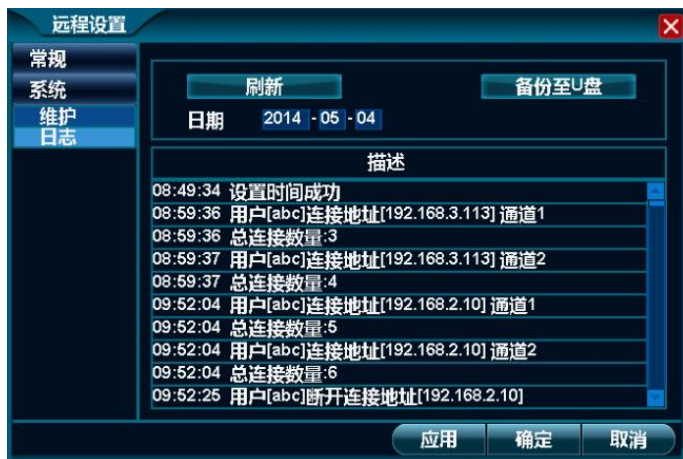 远程设置
常规
系统
维护
日志
刷新 备份至U盘
日期 2014 - 05 - 04
描述
08:49:34 设置时间成功
08:59:36 用户[abc]连接地址[192.168.3.113] 通道1
08:59:36 总连接数量:3
08:59:37 用户[abc]连接地址[192.168.3.113] 通道2
08:59:37 总连接数量:4
09:52:04 用户[abc]连接地址[192.168.2.10] 通道1
09:52:04 总连接数量:5
09:52:04 用户[abc]连接地址[192.168.2.10] 通道2
09:52:04 总连接数量:6
09:52:25 用户[abc]断开连接地址[192.168.2.10]
应用 确定 取消